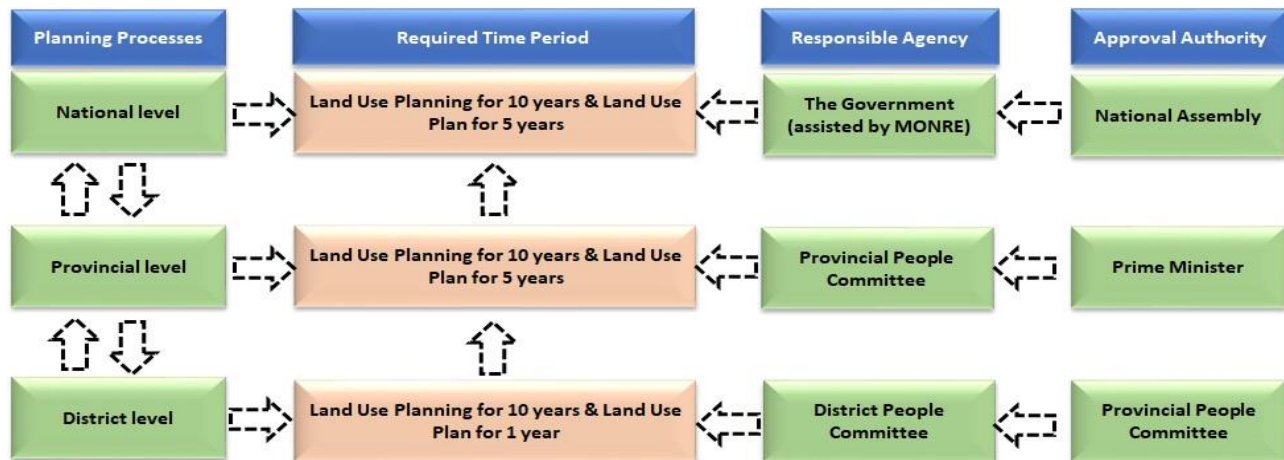 Planning Processes
Required Time Period
Responsible Agency
Approval Authority
National level
Land Use Planning for 10 years & Land Use
Plan for 5 years
The Government
(assisted by MONRE)
National Assembly
Provincial level
Land Use Planning for 10 years & Land Use
Plan for 5 years
Provincial People
Committee
Prime Minister
District level
Land Use Planning for 10 years & Land Use
Plan for 1 year
District People
Committee
Provincial People
Committee